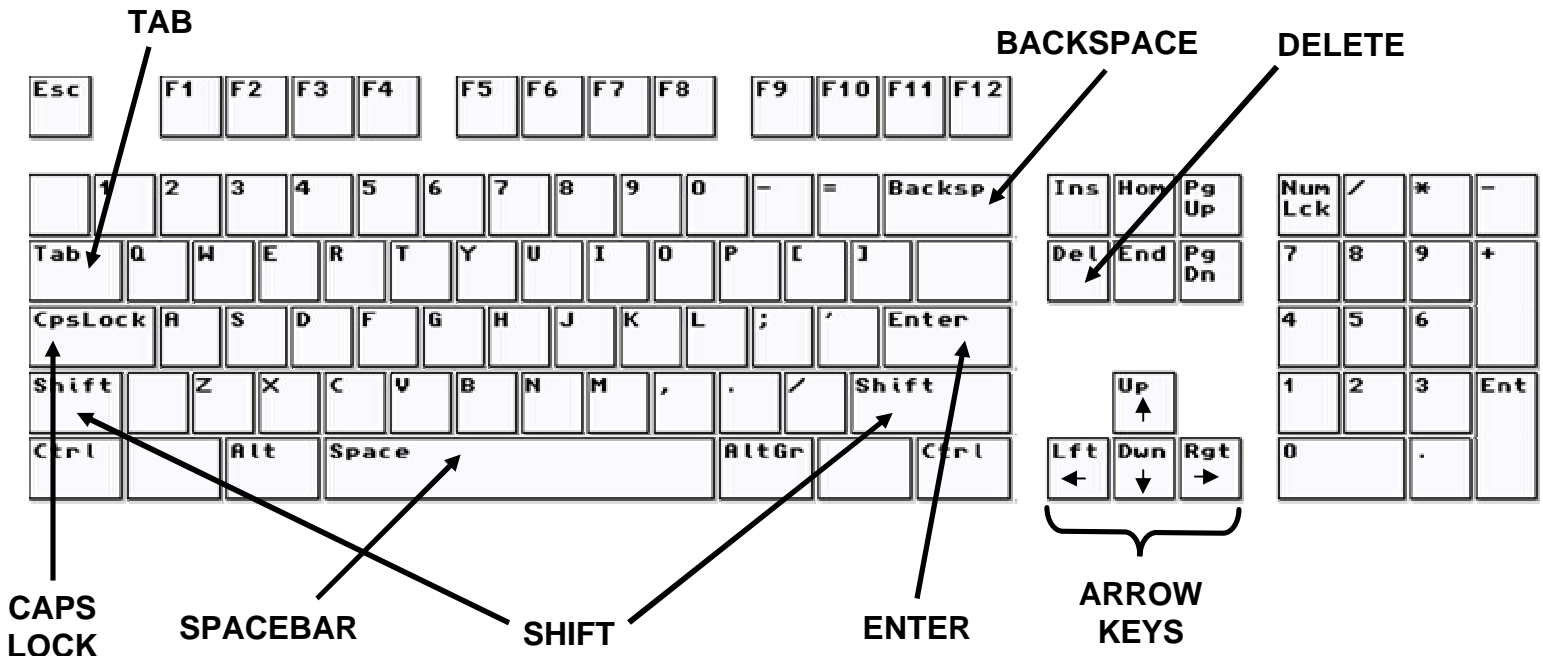 TAB
BACKSPACE DELETE
Esc F1 F2 F3 F4 F5 F6 F7 F8 F9 F10 F11 F12
1 2 3 4 5 6 7 8 9 0 - = Backsp Ins Hom Pg Up Num Lck / * -
Tab Q W E R T Y U I O P [ ] Del End Pg Dn 7 8 9 +
CpsLock A S D F G H J K L ; ' Enter 4 5 6
Shift Z X C V B N M , . / Shift Up 1 2 3 Ent
Ctrl Alt Space AltGr Ctrl Lft Dwn Rgt 0 .
CAPS
LOCK
SPACEBAR
SHIFT
ENTER
ARROW
KEYS